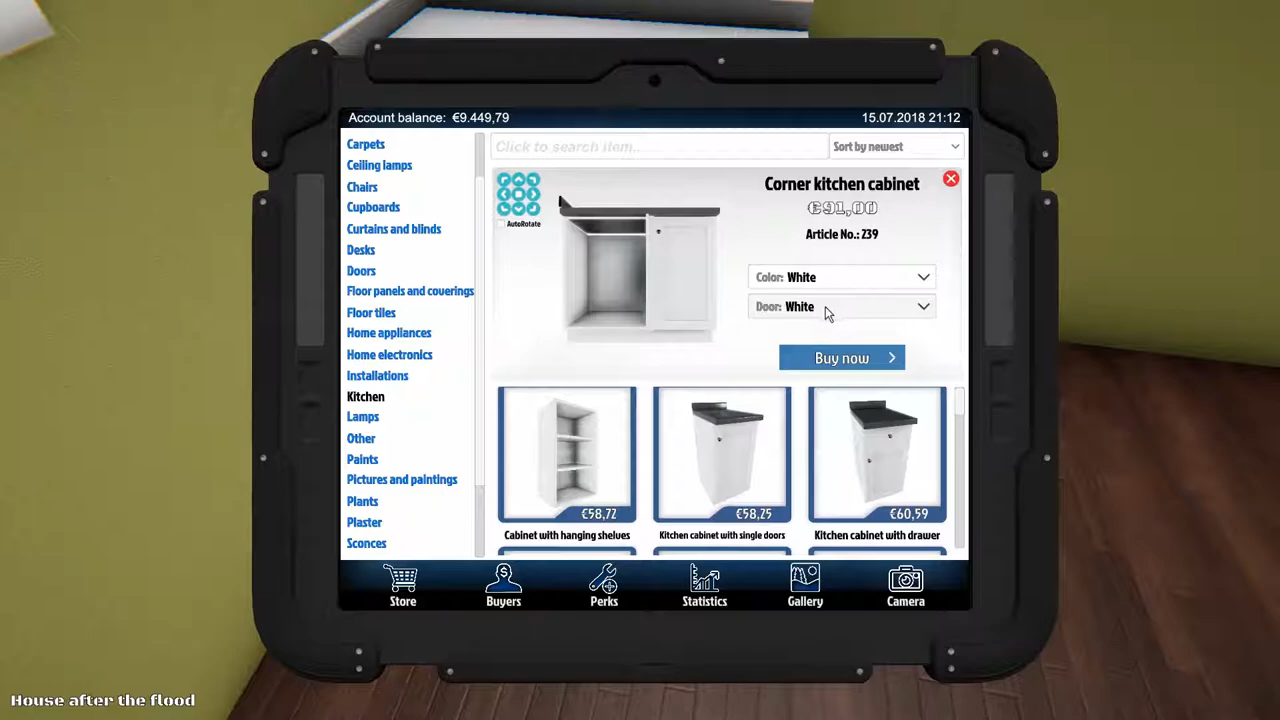 Account balance: €9.449,79
15.07.2018 21:12
Carpets
Ceiling lamps
Chairs
Cupboards
Curtains and blinds
Desks
Doors
Floor panels and coverings
Floor tiles
Home appliances
Home electronics
Installations
Kitchen
Lamps
Other
Paints
Pictures and paintings
Plants
Plaster
Sconces
Click to search item..
Sort by newest
AutoRotate
Corner kitchen cabinet
€91,00
Article No.: 239
Color: White
Door: White
Buy now
€58,72
€58,25
€60,59
Cabinet with hanging shelves
Kitchen cabinet with single doors
Kitchen cabinet with drawer
Store
Buyers
Perks
Statistics
Gallery
Camera
House after the flood